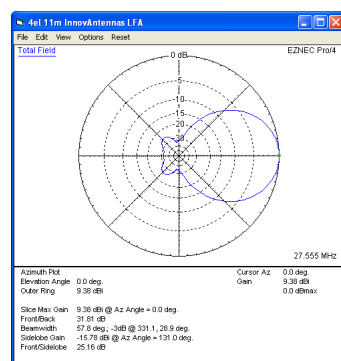 4el 11m InnovAntennas LFA
File Edit View Options Reset
Total Field
EZNEC Pro/4
0 dB
-5
-10
-15
-20
-30
27.555 MHz
Azimuth Plot
Cursor Az 0.0 deg.
Elevation Angle 0.0 deg.
Gain 9.38 dBi
Outer Ring 9.38 dBi
0.0 dBmax
Slice Max Gain 9.38 dBi @ Az Angle = 0.0 deg.
Front/Back 31.81 dB
Beamwidth 57.8 deg.; -3dB @ 331.1, 28.9 deg.
Sidelobe Gain -15.78 dBi @ Az Angle = 131.0 deg.
Front/Sidelobe 25.16 dB